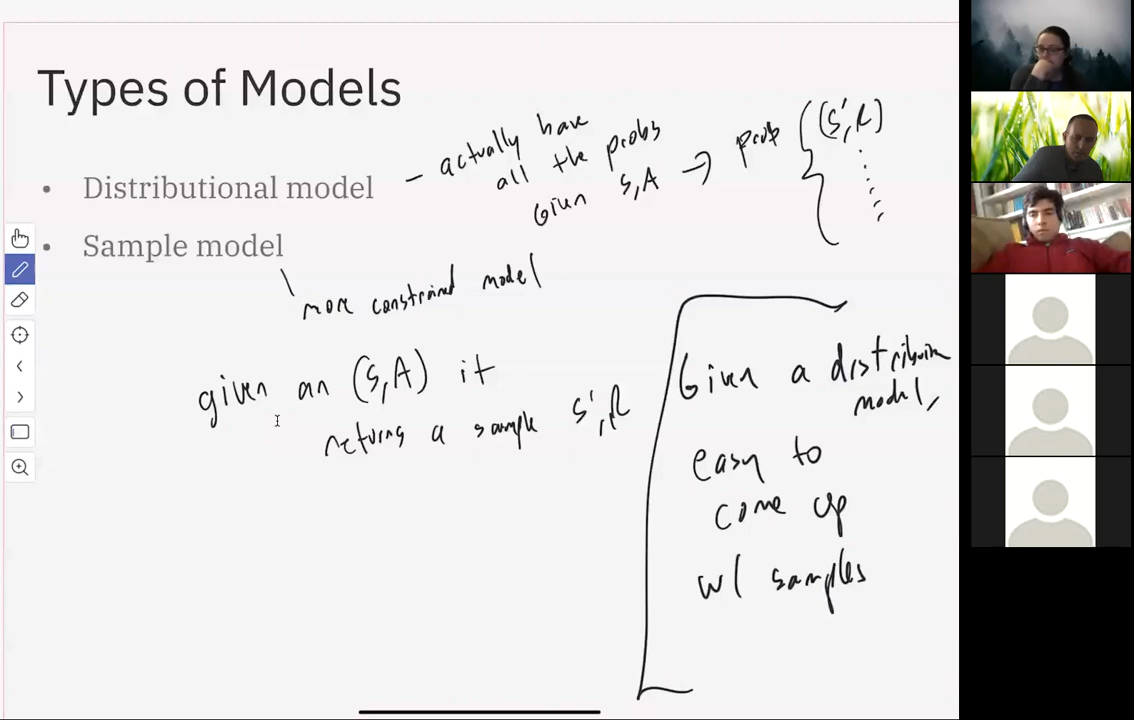 Types of Models
• Distributional model
- actually have
all the probs
Given S,A → prob { (S',R)
• Sample model
more constrained model
given an (S,A) it
returns a sample S',R
Given a distribution
model,
easy to
come up
w/ samples